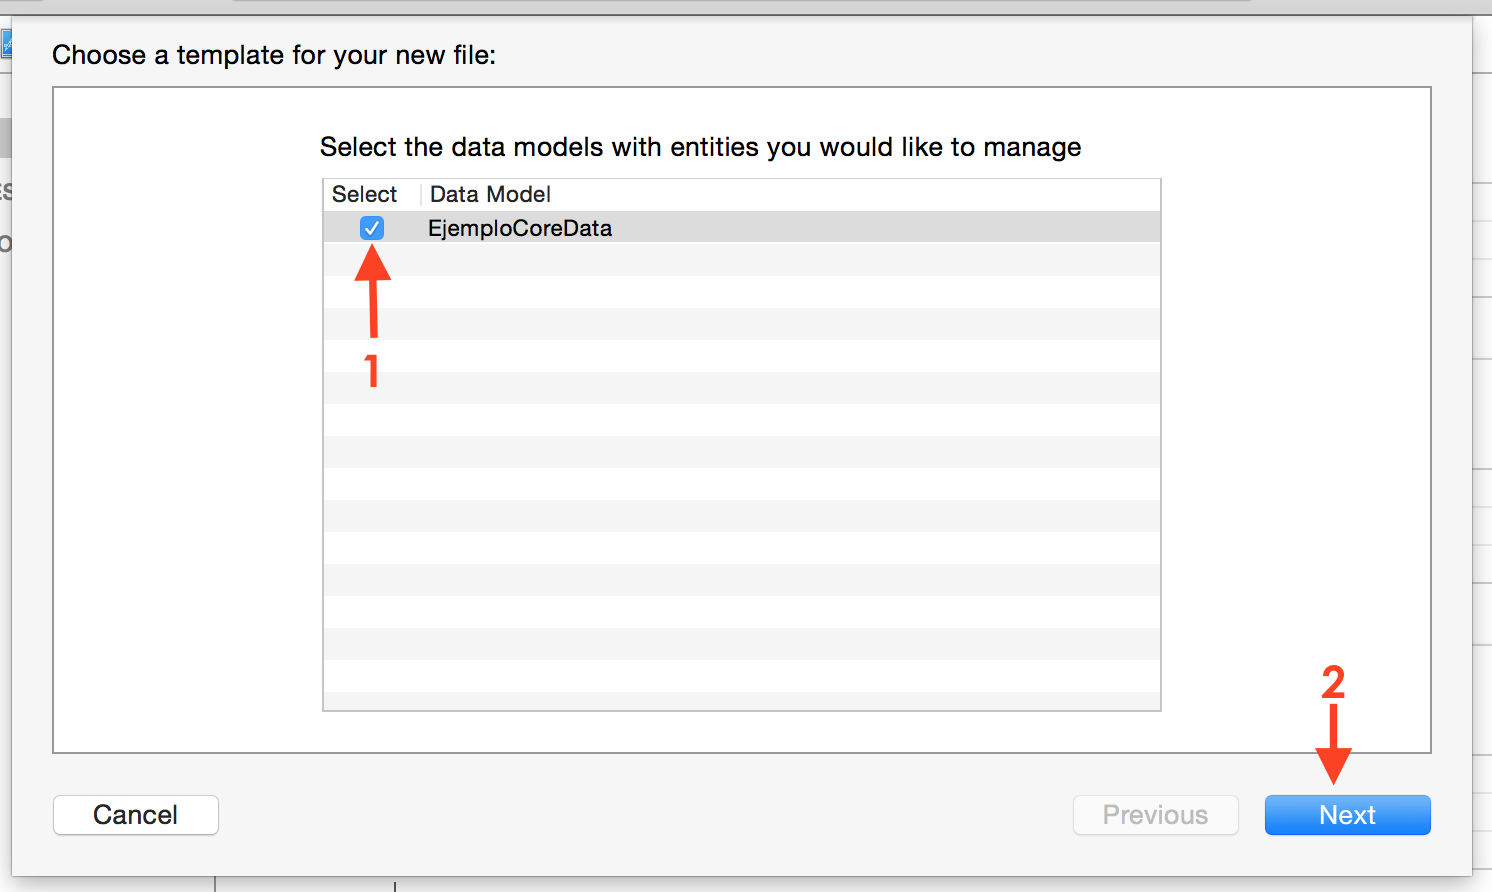 Choose a template for your new file:
Select the data models with entities you would like to manage
Select Data Model
EjemploCoreData
1
2
Cancel Previous Next